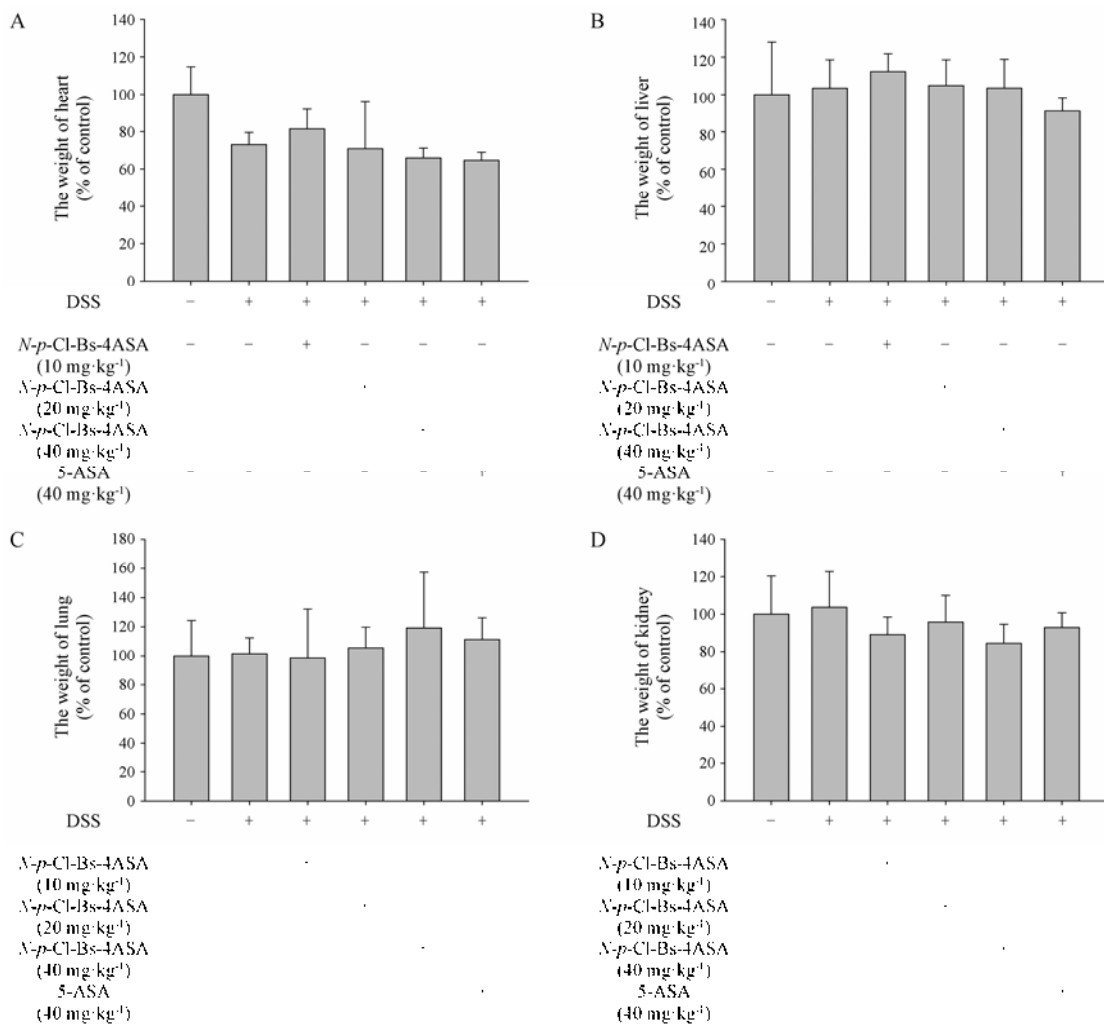 A
The weight of heart
(% of control)
140
120
100
80
60
40
20
0
DSS − + + + + +
N-p-Cl-Bs-4ASA − − + − − −
(10 mg·kg-1)
N-p-Cl-Bs-4ASA
(20 mg·kg-1)
N-p-Cl-Bs-4ASA
(40 mg·kg-1)
5-ASA
(40 mg·kg-1)
B
The weight of liver
(% of control)
140
120
100
80
60
40
20
0
DSS − + + + + +
N-p-Cl-Bs-4ASA − − + − − −
(10 mg·kg-1)
N-p-Cl-Bs-4ASA
(20 mg·kg-1)
N-p-Cl-Bs-4ASA
(40 mg·kg-1)
5-ASA
(40 mg·kg-1)
C
The weight of lung
(% of control)
180
160
140
120
100
80
60
40
20
0
DSS − + + + + +
N-p-Cl-Bs-4ASA
(10 mg·kg-1)
N-p-Cl-Bs-4ASA
(20 mg·kg-1)
N-p-Cl-Bs-4ASA
(40 mg·kg-1)
5-ASA
(40 mg·kg-1)
D
The weight of kidney
(% of control)
140
120
100
80
60
40
20
0
DSS − + + + + +
N-p-Cl-Bs-4ASA
(10 mg·kg-1)
N-p-Cl-Bs-4ASA
(20 mg·kg-1)
N-p-Cl-Bs-4ASA
(40 mg·kg-1)
5-ASA
(40 mg·kg-1)